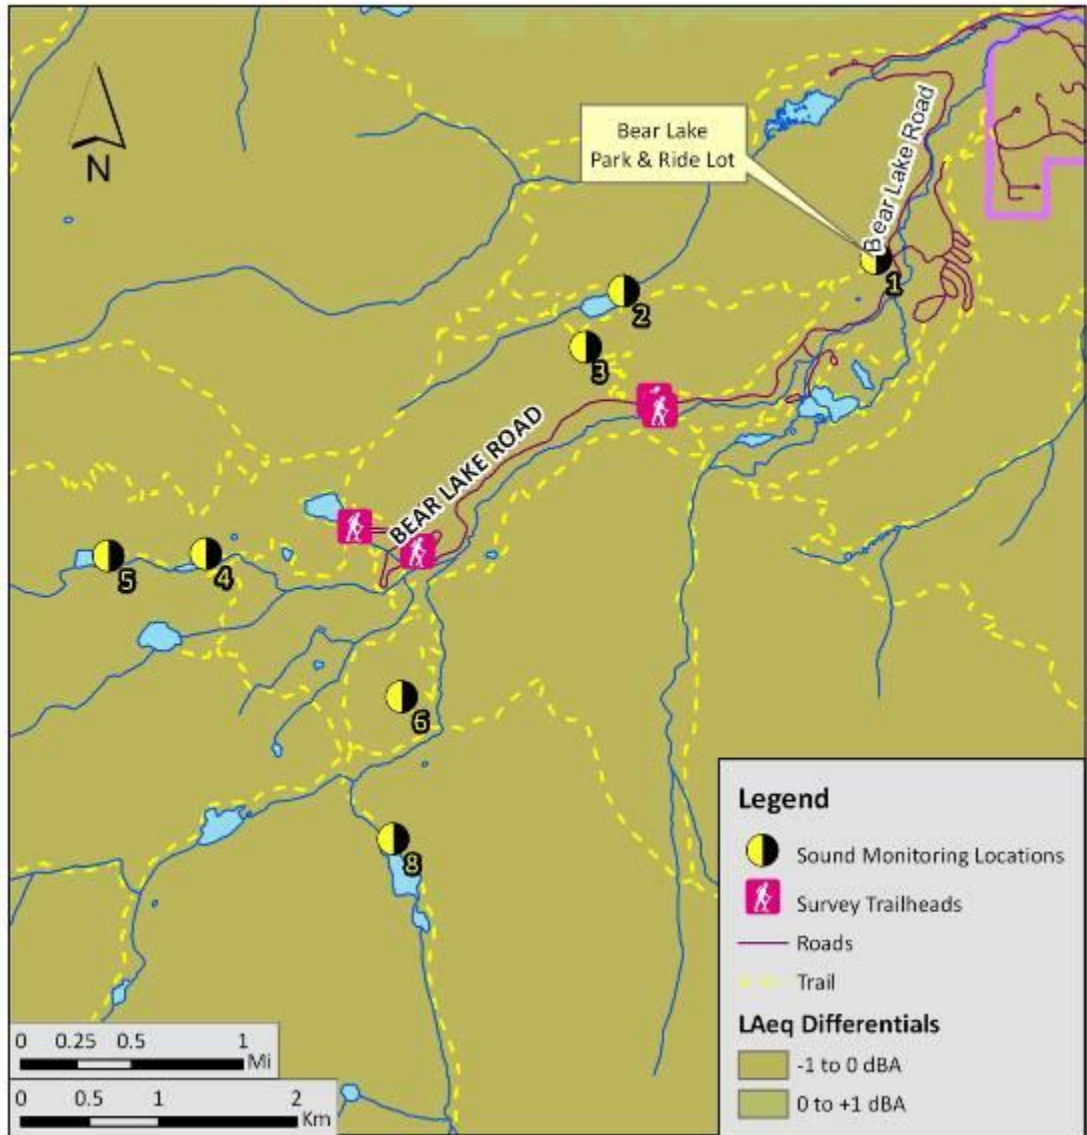 N
Bear Lake
Park & Ride Lot
Bear Lake Road
1
2
3
BEAR LAKE ROAD
5
4
6
8
Legend
Sound Monitoring Locations
Survey Trailheads
Roads
Trail
LAeq Differentials
-1 to 0 dBA
0 to +1 dBA
0 0.25 0.5 1
Mi
0 0.5 1 2
Km